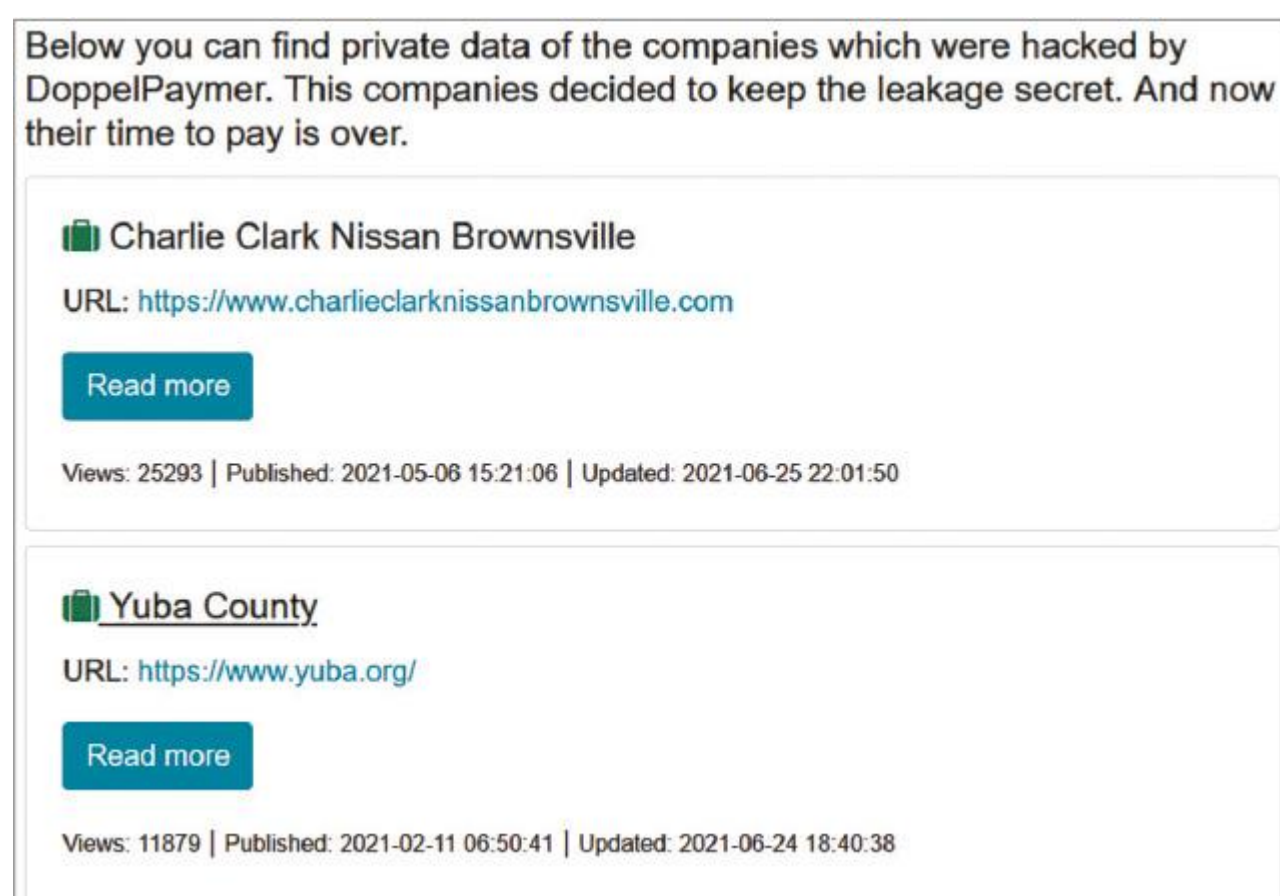 Below you can find private data of the companies which were hacked by
DoppelPaymer. This companies decided to keep the leakage secret. And now
their time to pay is over.
Charlie Clark Nissan Brownsville
URL: https://www.charlieclarknissanbrownsville.com
Read more
Views: 25293 | Published: 2021-05-06 15:21:06 | Updated: 2021-06-25 22:01:50
Yuba County
URL: https://www.yuba.org/
Read more
Views: 11879 | Published: 2021-02-11 06:50:41 | Updated: 2021-06-24 18:40:38